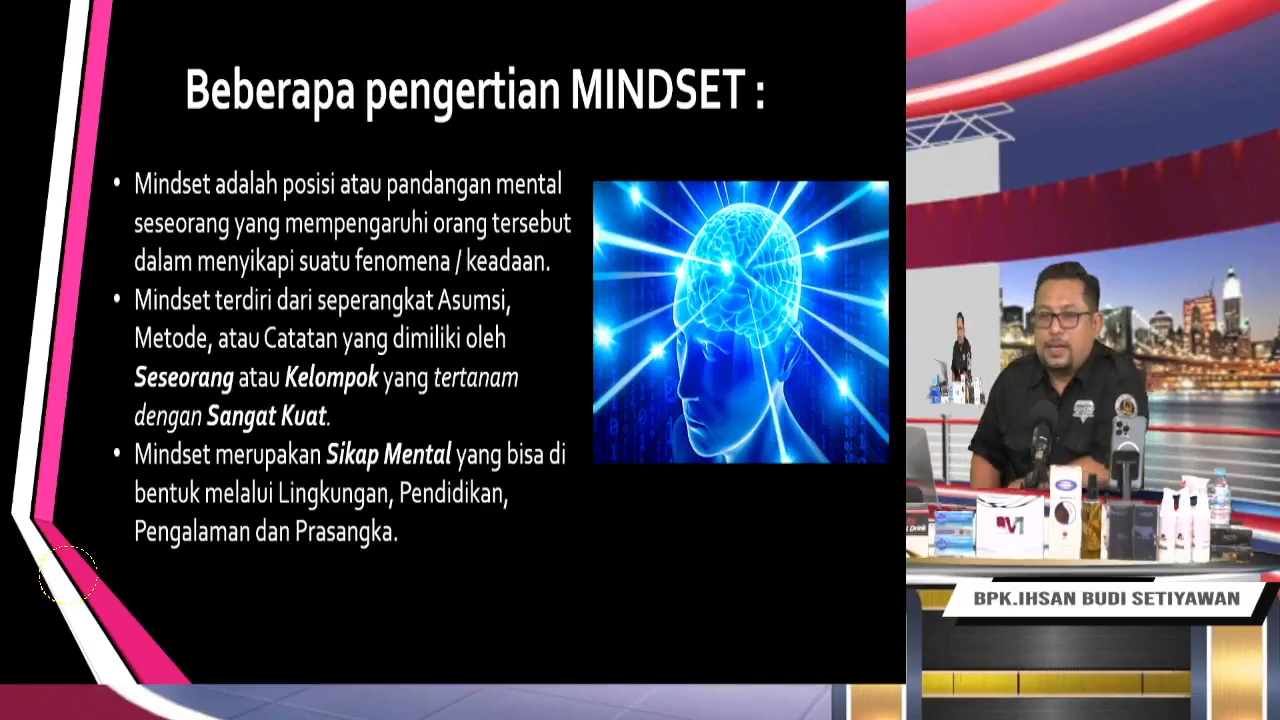 Beberapa pengertian MINDSET :
• Mindset adalah posisi atau pandangan mental
seseorang yang mempengaruhi orang tersebut
dalam menyikapi suatu fenomena / keadaan.
• Mindset terdiri dari seperangkat Asumsi,
Metode, atau Catatan yang dimiliki oleh
Seseorang atau Kelompok yang tertanam
dengan Sangat Kuat.
• Mindset merupakan Sikap Mental yang bisa di
bentuk melalui Lingkungan, Pendidikan,
Pengalaman dan Prasangka.
BPK.IHSAN BUDI SETIYAWAN